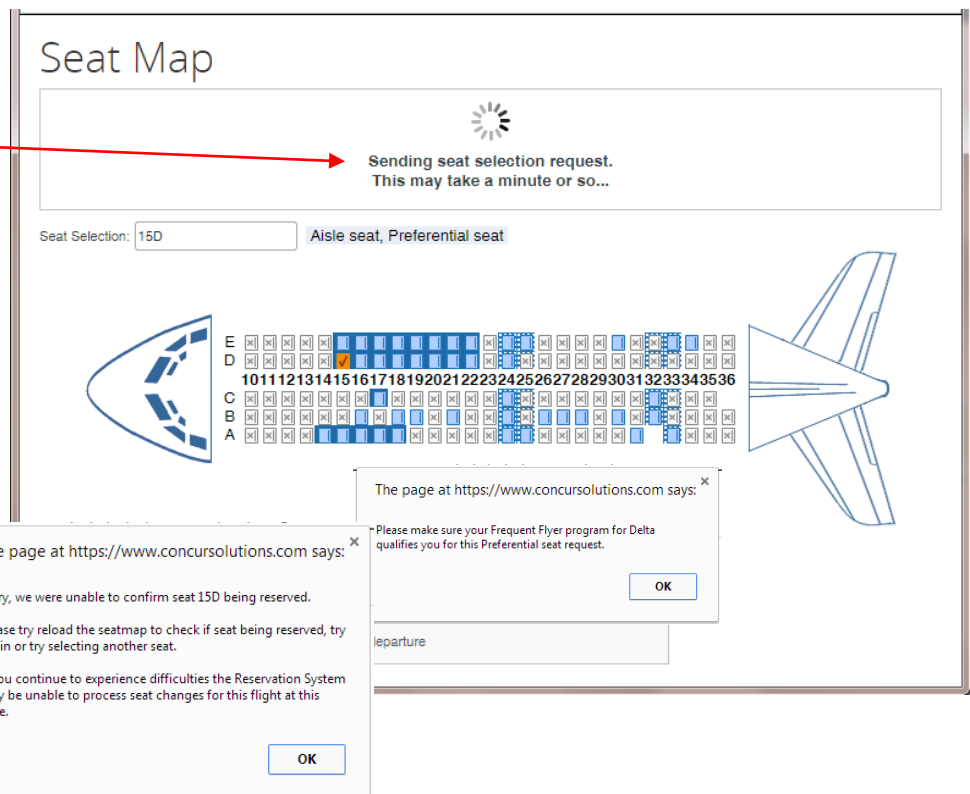 Seat Map
Sending seat selection request.
This may take a minute or so...
Seat Selection: 15D Aisle seat, Preferential seat
E
D
101112131415161718192021222324252627282930313233343536
C
B
A
The page at https://www.concursolutions.com says: ×
Please make sure your Frequent Flyer program for Delta
qualifies you for this Preferential seat request.
OK
departure
e page at https://www.concursolutions.com says: ×
ry, we were unable to confirm seat 15D being reserved.
ase try reload the seatmap to check if seat being reserved, try
in or try selecting another seat.
ou continue to experience difficulties the Reservation System
y be unable to process seat changes for this flight at this
e.
OK